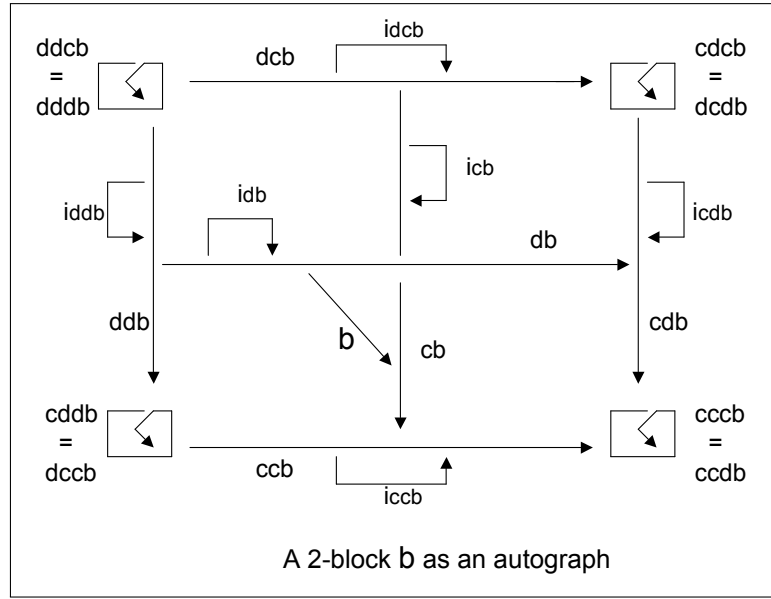 idcb
ddcb
=
dddb
dcb
cdcb
=
dcdb
icb
idb
iddb
icdb
db
ddb
b
cb
cdb
cddb
=
dccb
cccb
=
ccdb
ccb
iccb
A 2-block b as an autograph